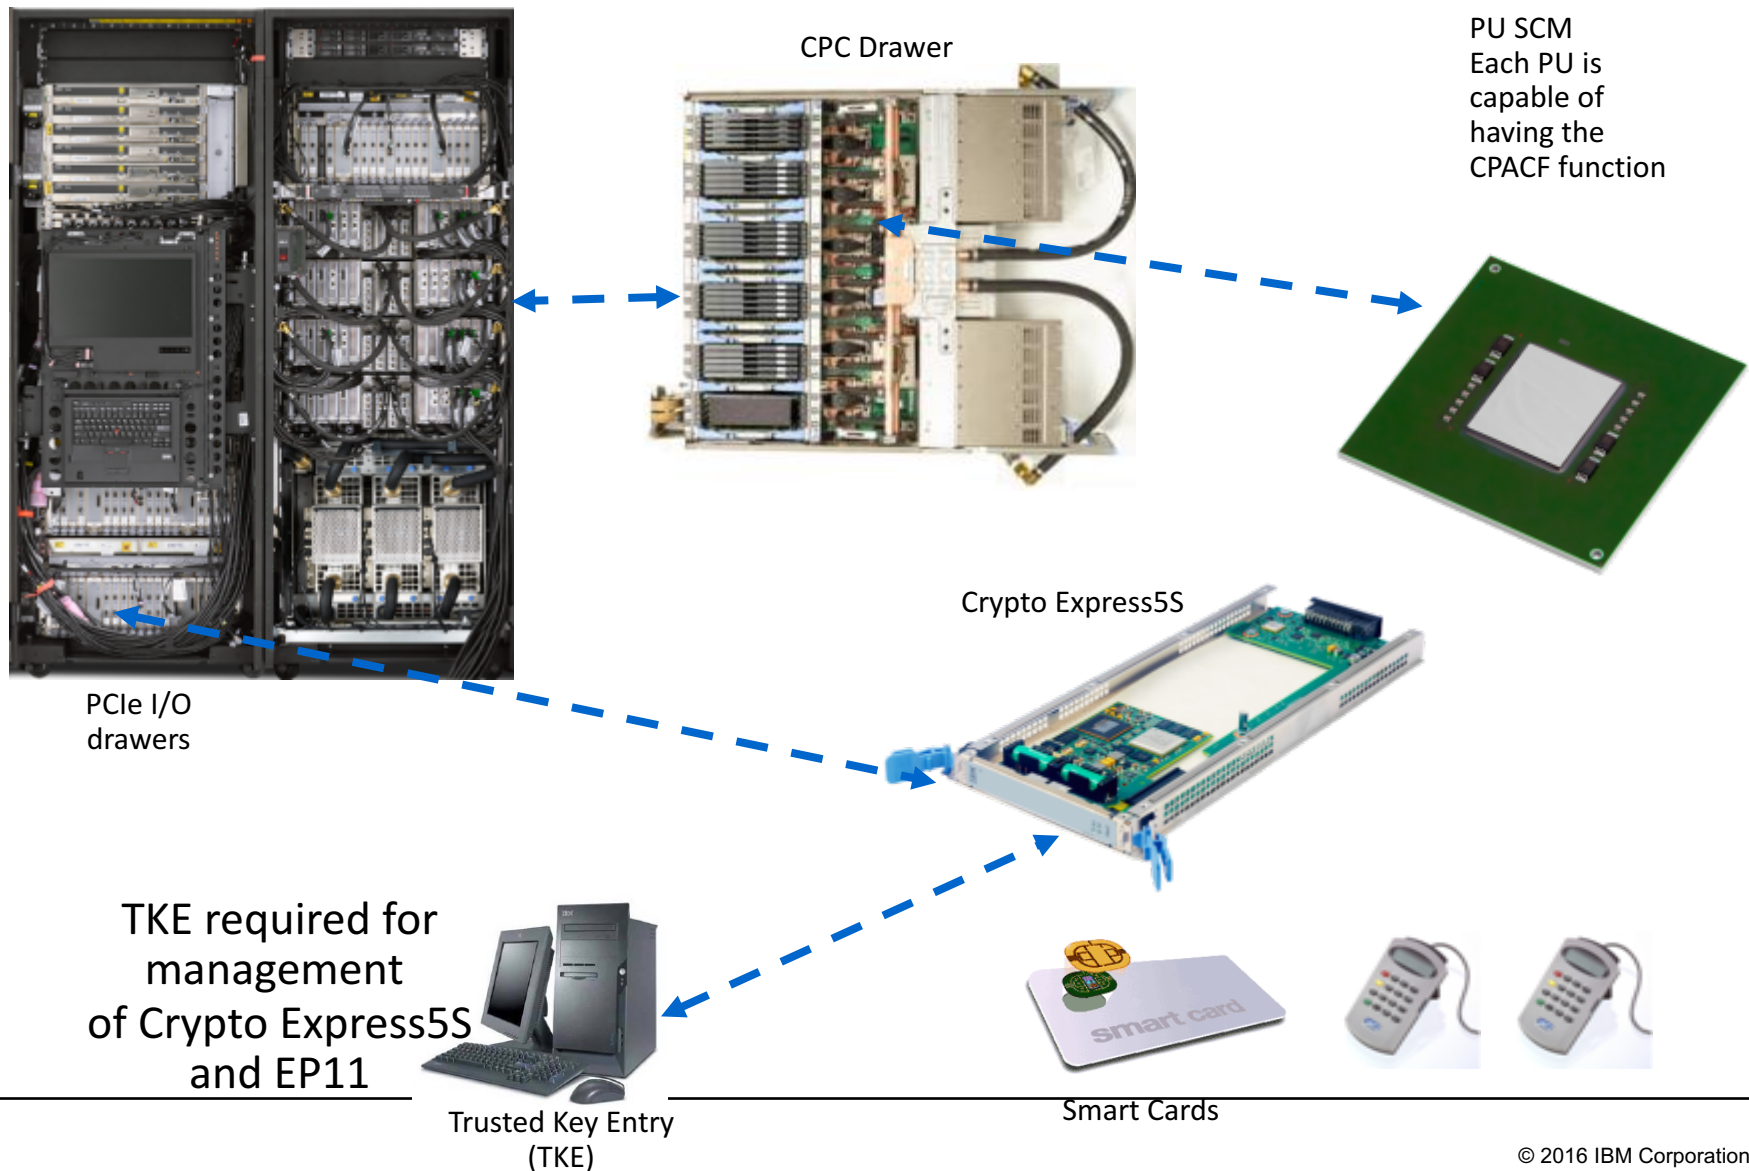 CPC Drawer
PU SCM
Each PU is
capable of
having the
CPACF function
Crypto Express5S
PCIe I/O
drawers
TKE required for
management
of Crypto Express5S
and EP11
smart card
Trusted Key Entry
(TKE)
Smart Cards
© 2016 IBM Corporation